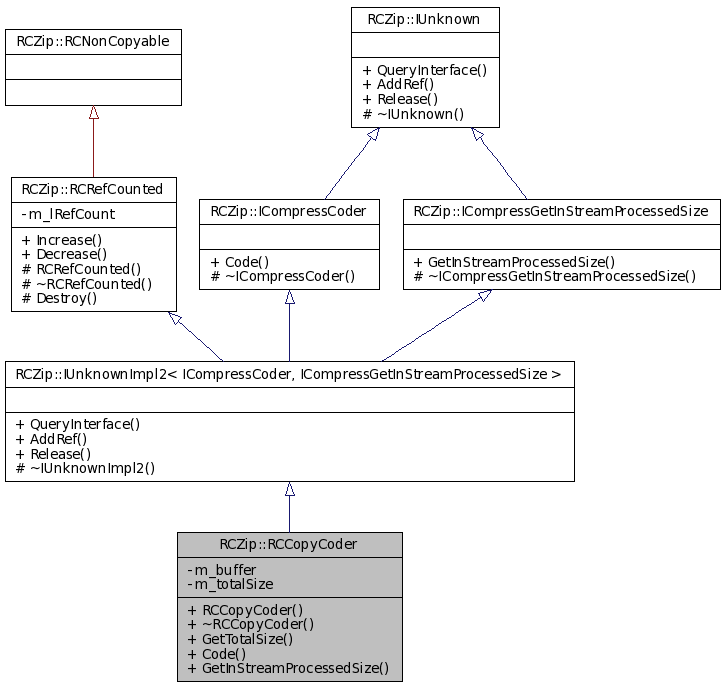 RCZip::IUnknown
+ QueryInterface()
+ AddRef()
+ Release()
# ~IUnknown()
RCZip::RCNonCopyable
RCZip::RCRefCounted
- m_lRefCount
+ Increase()
+ Decrease()
# RCRefCounted()
# ~RCRefCounted()
# Destroy()
RCZip::ICompressCoder
+ Code()
# ~ICompressCoder()
RCZip::ICompressGetInStreamProcessedSize
+ GetInStreamProcessedSize()
# ~ICompressGetInStreamProcessedSize()
RCZip::IUnknownImpl2< ICompressCoder, ICompressGetInStreamProcessedSize >
+ QueryInterface()
+ AddRef()
+ Release()
# ~IUnknownImpl2()
RCZip::RCCopyCoder
- m_buffer
- m_totalSize
+ RCCopyCoder()
+ ~RCCopyCoder()
+ GetTotalSize()
+ Code()
+ GetInStreamProcessedSize()